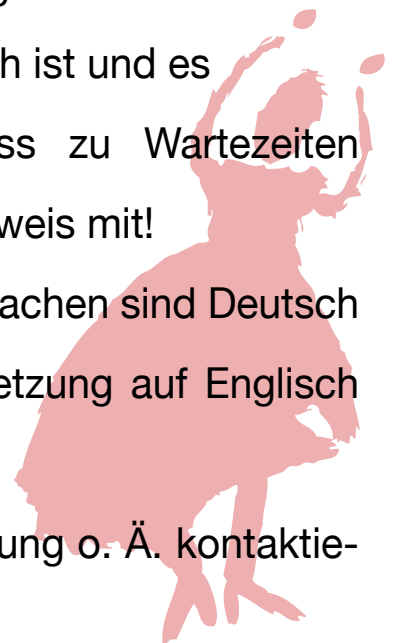 h ist und es
ss zu Wartezeiten
weis mit!
achen sind Deutsch
etzung auf Englisch
ung o. Ä. kontaktie-